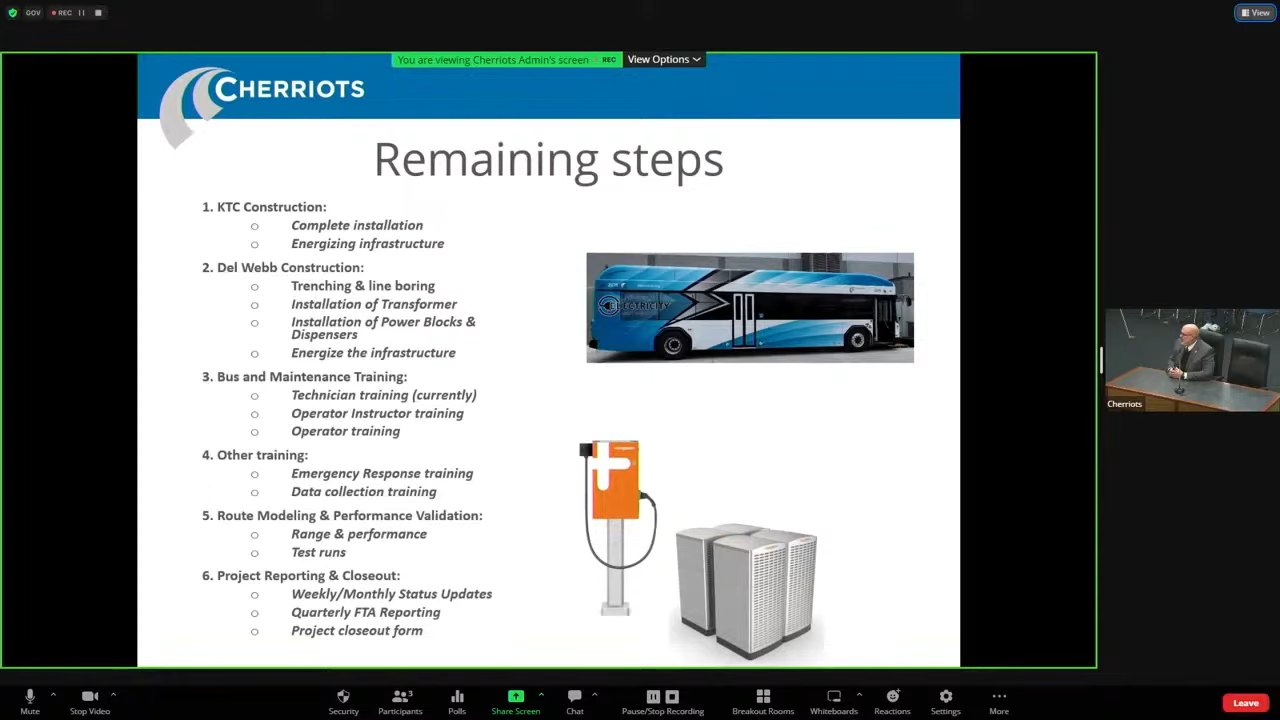 GOV
REC
View
You are viewing Cherriots Admin's screen
REC
View Options
CHERRIOTS
Remaining steps
1. KTC Construction:
o Complete installation
o Energizing infrastructure
2. Del Webb Construction:
o Trenching & line boring
o Installation of Transformer
o Installation of Power Blocks &
Dispensers
o Energize the infrastructure
3. Bus and Maintenance Training:
o Technician training (currently)
o Operator Instructor training
o Operator training
4. Other training:
o Emergency Response training
o Data collection training
5. Route Modeling & Performance Validation:
o Range & performance
o Test runs
6. Project Reporting & Closeout:
o Weekly/Monthly Status Updates
o Quarterly FTA Reporting
o Project closeout form
ELECTRICITY
Cherriots
Mute
Stop Video
Security
Participants
3
Polls
Share Screen
Chat
Pause/Stop Recording
Breakout Rooms
Whiteboards
Reactions
Settings
More
Leave